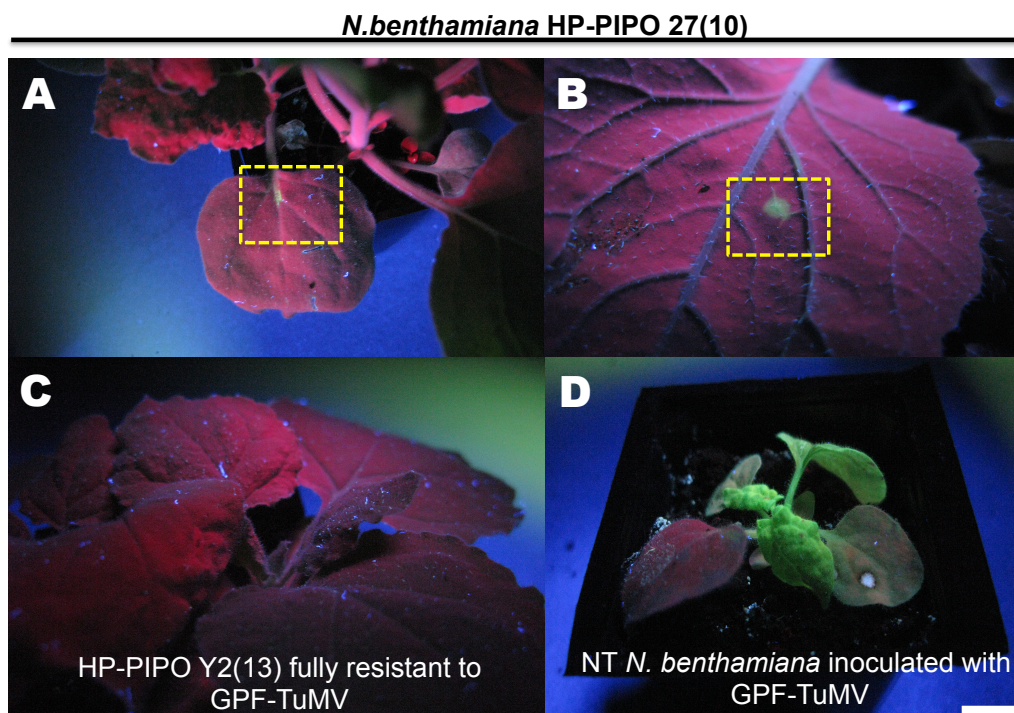 N.benthamiana HP-PIPO 27(10)
A
B
C
D
HP-PIPO Y2(13) fully resistant to
GPF-TuMV
NT N. benthamiana inoculated with
GPF-TuMV